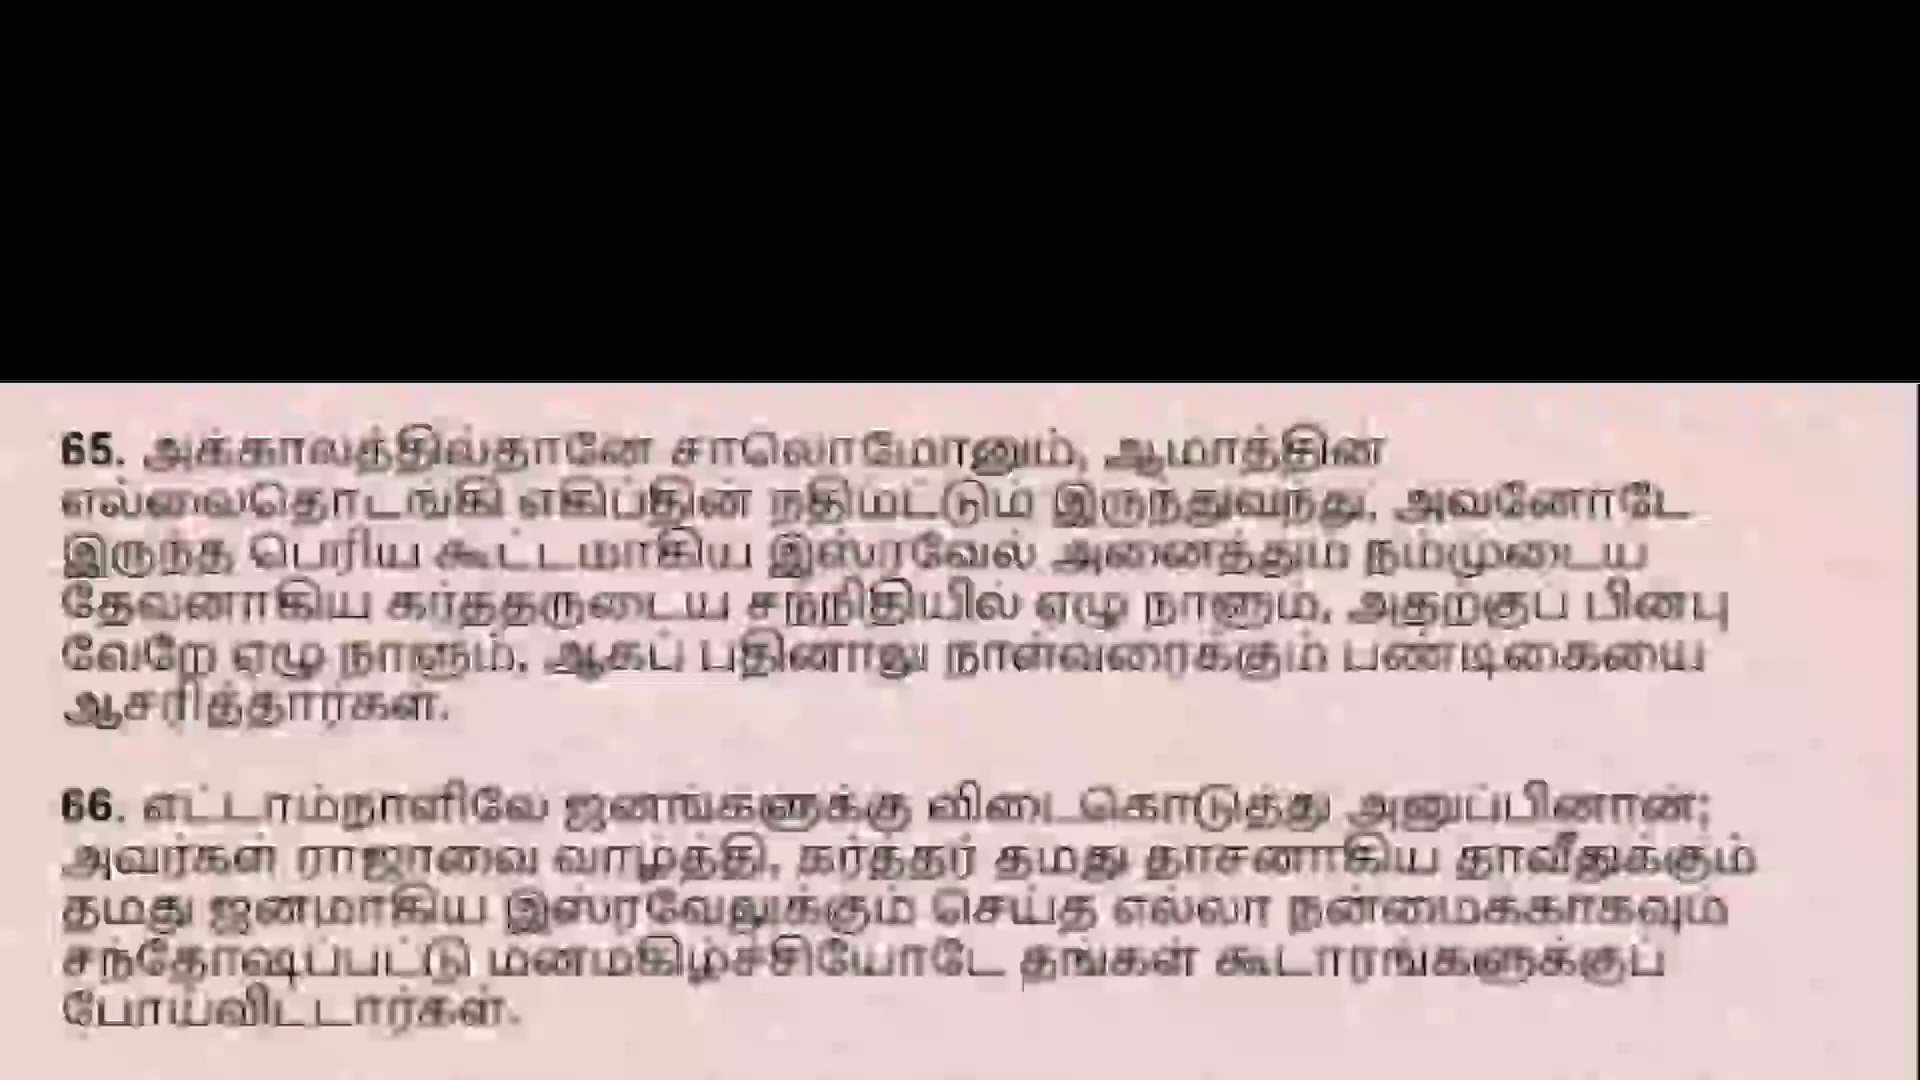 65. அக்காலத்தில்தானே சாலொமோனும், ஆமாத்தின்
எல்லைதொடங்கி எகிப்தின் நதிமட்டும் இருந்துவந்து, அவனோடே
இருந்த பெரிய கூட்டமாகிய இஸ்ரவேல் அனைத்தும் நம்முடைய
தேவனாகிய கர்த்தருடைய சந்நிதியில் ஏழு நாளும், அதற்குப் பின்பு
வேறே ஏழு நாளும், ஆகப் பதினாலு நாள்வரைக்கும் பண்டிகையை
ஆசரித்தார்கள்.
66. எட்டாம்நாளிலே ஜனங்களுக்கு விடைகொடுத்து அனுப்பினான்;
அவர்கள் ராஜாவை வாழ்த்தி, கர்த்தர் தமது தாசனாகிய தாவீதுக்கும்
தமது ஜனமாகிய இஸ்ரவேலுக்கும் செய்த எல்லா நன்மைக்காகவும்
சந்தோஷப்பட்டு மனமகிழ்ச்சியோடே தங்கள் கூடாரங்களுக்குப்
போய்விட்டார்கள்.